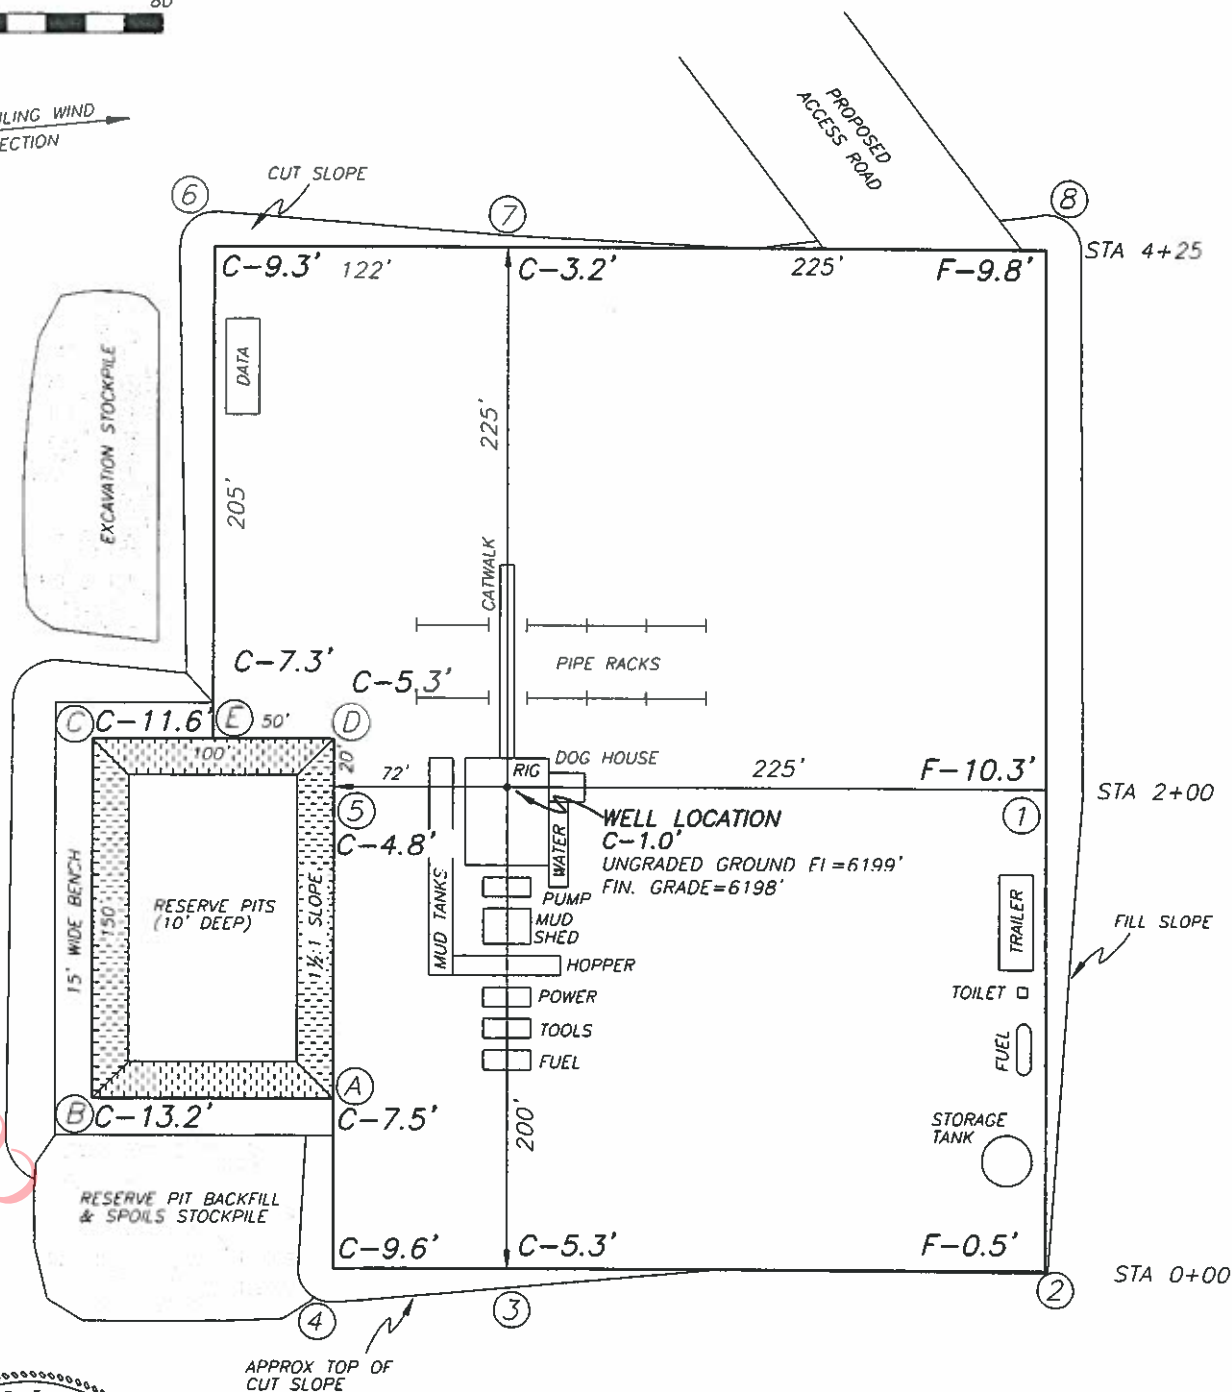 80
ILING WIND
ECTION
PROPOSED
ACCESS ROAD
CUT SLOPE
6
7
8
STA 4+25
C-9.3'
122'
C-3.2'
225'
F-9.8'
DATA
EXCAVATION STOCKPILE
205'
225'
CATWALK
C-7.3'
C-5.3'
PIPE RACKS
C
C-11.6'
E
50'
D
100'
20'
72'
RIG
DOG HOUSE
225'
F-10.3'
STA 2+00
5
1
C-4.8'
WELL LOCATION
C-1.0'
UNGRADED GROUND El=6199'
FIN. GRADE=6198'
WATER
MUD TANKS
PUMP
MUD
SHED
HOPPER
POWER
TOOLS
FUEL
15' WIDE BENCH
150'
RESERVE PITS
(10' DEEP)
1½:1 SLOPE
TRAILER
FILL SLOPE
TOILET
FUEL
A
B
C-13.2'
C-7.5'
200'
STORAGE
TANK
RESERVE PIT BACKFILL
& SPOILS STOCKPILE
C-9.6'
C-5.3'
F-0.5'
STA 0+00
2
4
3
APPROX TOP OF
CUT SLOPE